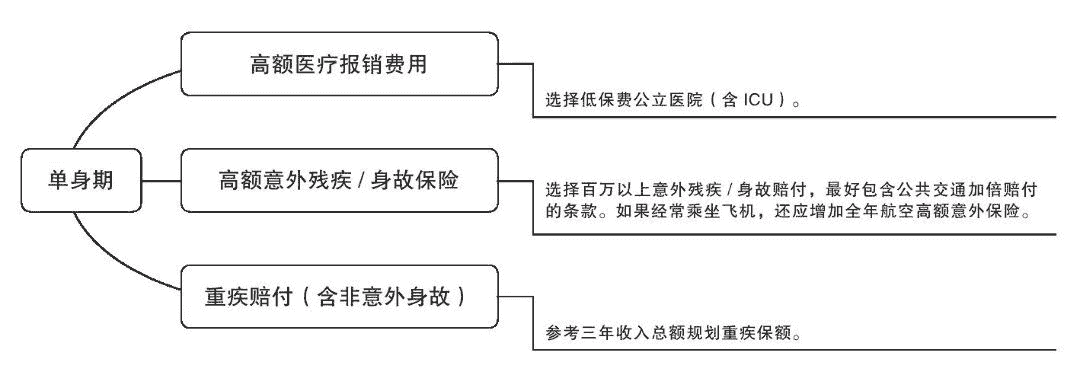 单身期
高额医疗报销费用
选择低保费公立医院（含 ICU）。
高额意外残疾 / 身故保险
选择百万以上意外残疾 / 身故赔付，最好包含公共交通加倍赔付
的条款。如果经常乘坐飞机，还应增加全年航空高额意外保险。
重疾赔付（含非意外身故）
参考三年收入总额规划重疾保额。